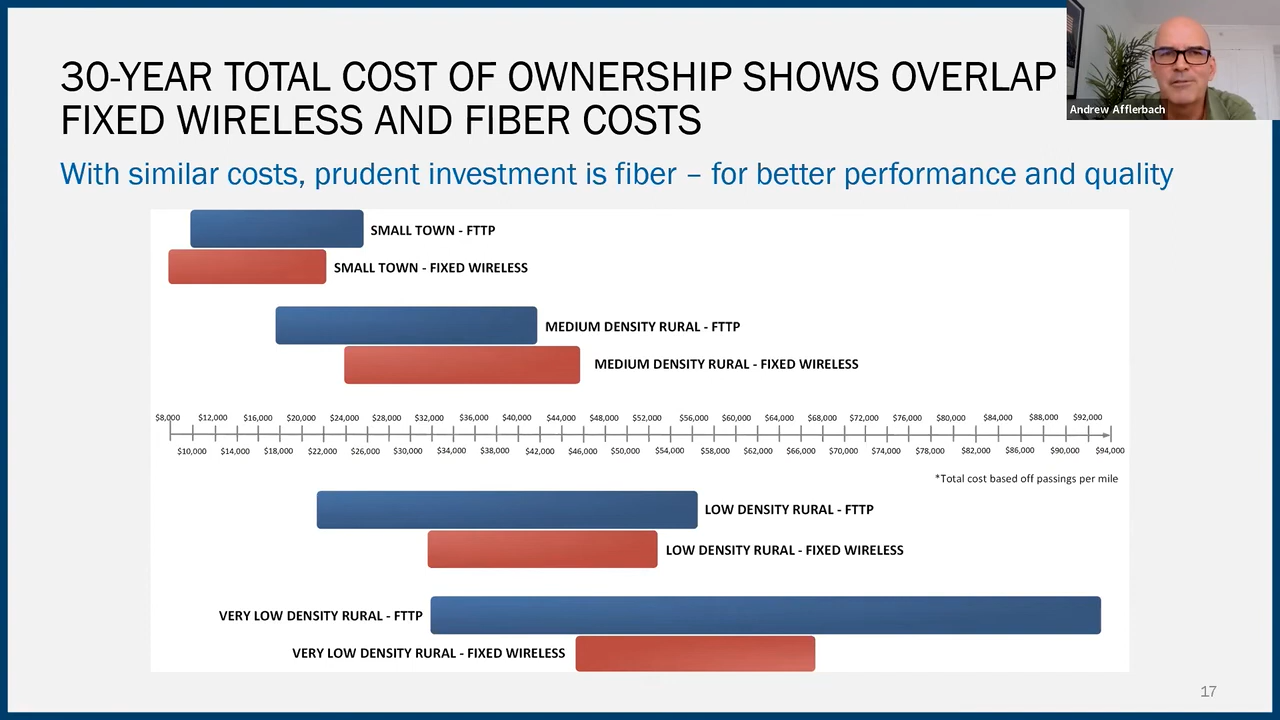 30-YEAR TOTAL COST OF OWNERSHIP SHOWS OVERLAP
FIXED WIRELESS AND FIBER COSTS
Andrew Afflerbach
With similar costs, prudent investment is fiber – for better performance and quality
SMALL TOWN - FTTP
SMALL TOWN - FIXED WIRELESS
MEDIUM DENSITY RURAL - FTTP
MEDIUM DENSITY RURAL - FIXED WIRELESS
$8,000 $12,000 $16,000 $20,000 $24,000 $28,000 $32,000 $36,000 $40,000 $44,000 $48,000 $52,000 $56,000 $60,000 $64,000 $68,000 $72,000 $76,000 $80,000 $84,000 $88,000 $92,000
$10,000 $14,000 $18,000 $22,000 $26,000 $30,000 $34,000 $38,000 $42,000 $46,000 $50,000 $54,000 $58,000 $62,000 $66,000 $70,000 $74,000 $78,000 $82,000 $86,000 $90,000 $94,000
*Total cost based off passings per mile
LOW DENSITY RURAL - FTTP
LOW DENSITY RURAL - FIXED WIRELESS
VERY LOW DENSITY RURAL - FTTP
VERY LOW DENSITY RURAL - FIXED WIRELESS
17